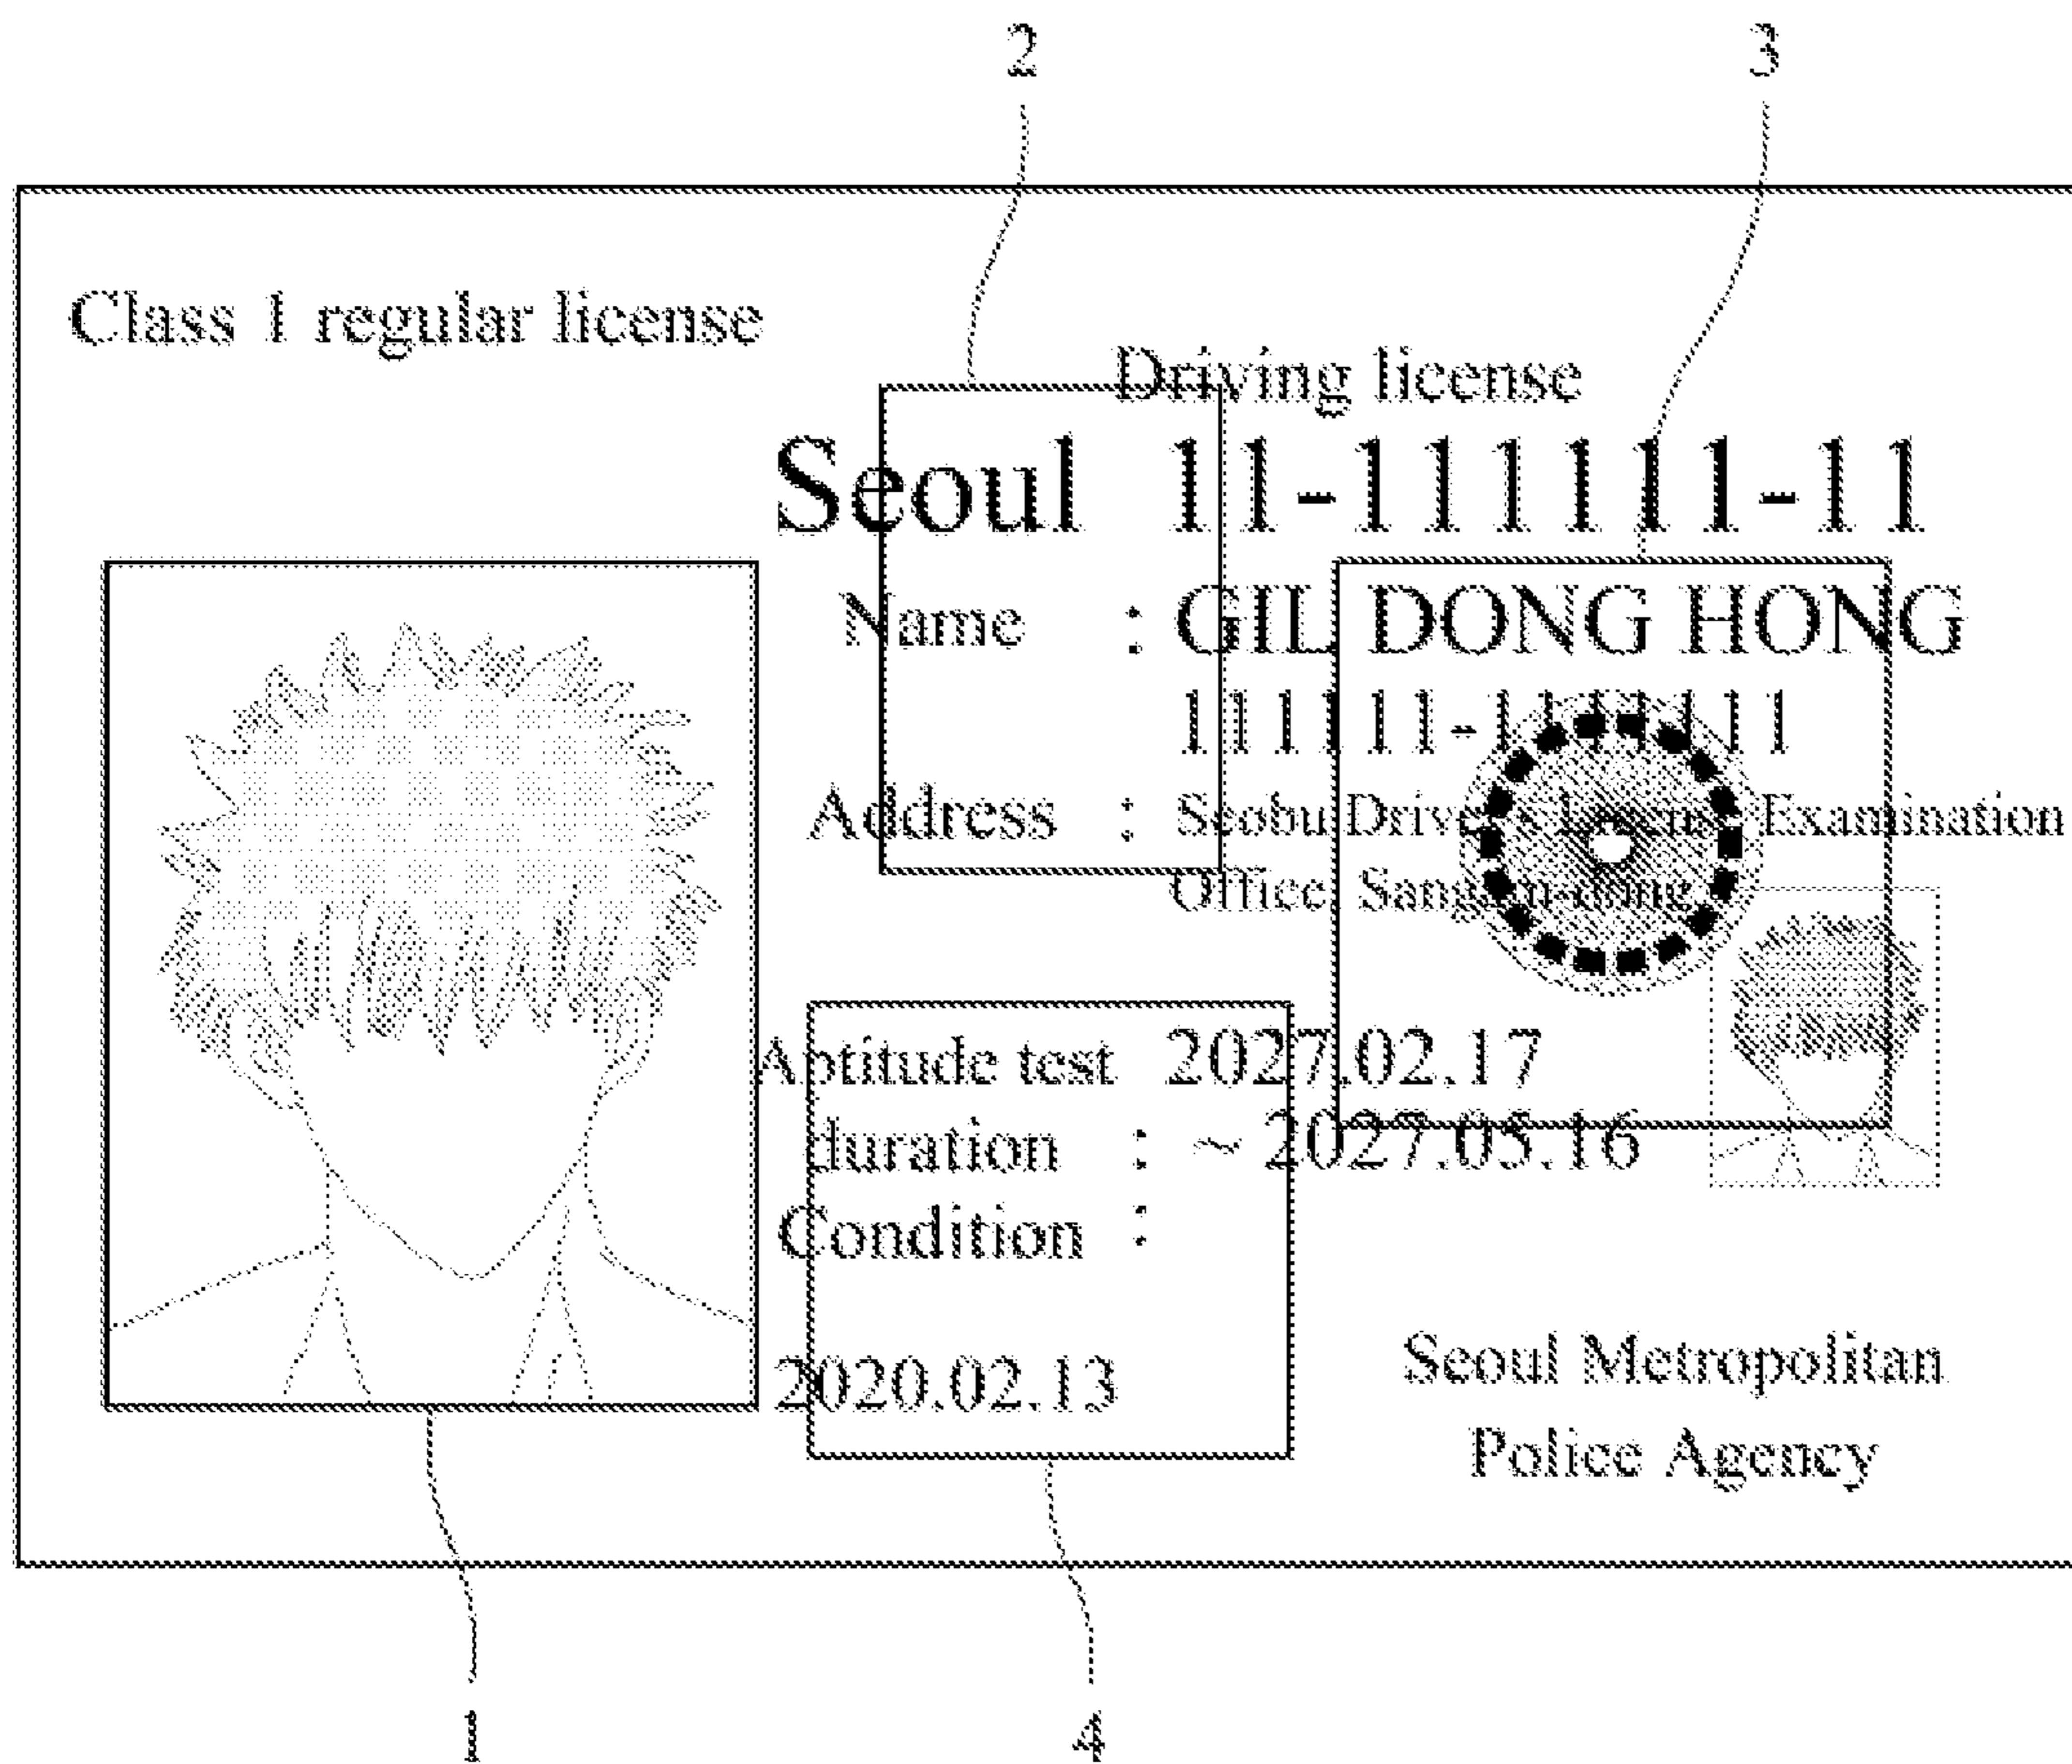 2 3
Class 1 regular license
Driving license
Seoul 11-111111-11
Name : GIL DONG HONG
111111-1111111
Address : Seobu Driver's License Examination
Office, Sangam-dong
Aptitude test 2027.02.17
duration : ~ 2027.05.16
Condition :
2020.02.13
Seoul Metropolitan
Police Agency
1 4